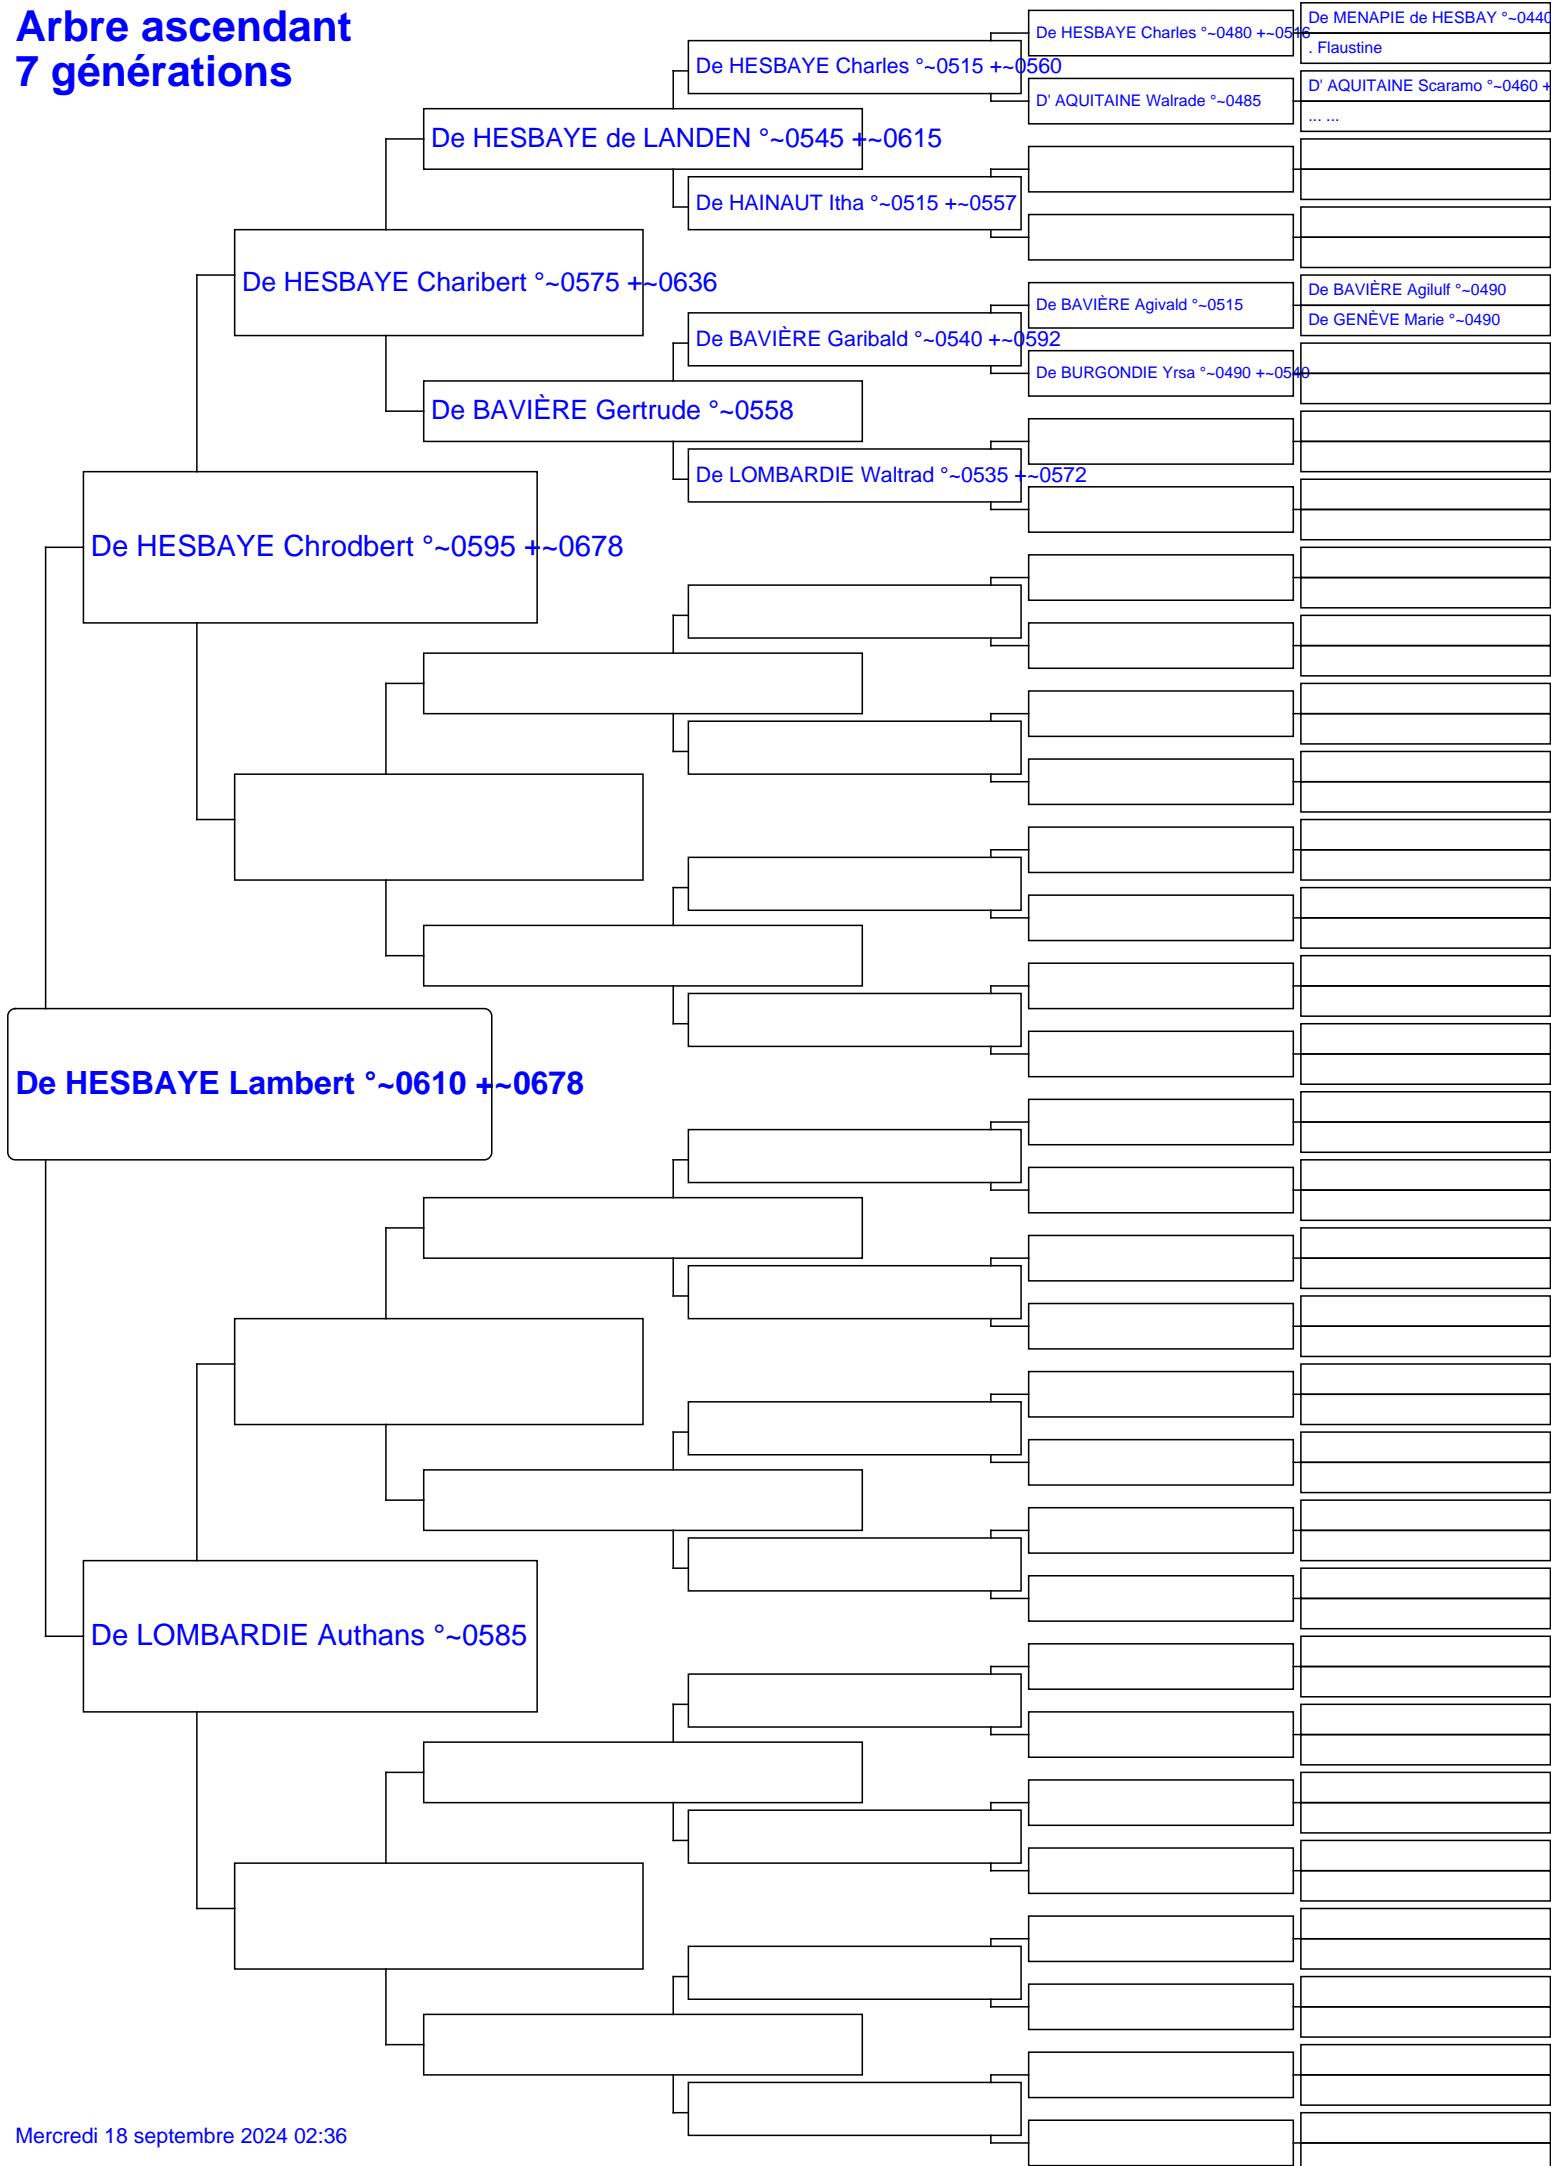 Arbre ascendant
7 générations
De MENAPIE de HESBAY °~0440
De HESBAYE Charles °~0480 +~0516
. Flaustine
De HESBAYE Charles °~0515 +~0560
D' AQUITAINE Scaramo °~0460 +
D' AQUITAINE Walrade °~0485
... ...
De HESBAYE de LANDEN °~0545 +~0615
De HAINAUT Itha °~0515 +~0557
De HESBAYE Charibert °~0575 +~0636
De BAVIÈRE Agilulf °~0490
De BAVIÈRE Agivald °~0515
De GENÈVE Marie °~0490
De BAVIÈRE Garibald °~0540 +~0592
De BURGONDIE Yrsa °~0490 +~0540
De BAVIÈRE Gertrude °~0558
De LOMBARDIE Waltrad °~0535 +~0572
De HESBAYE Chrodbert °~0595 +~0678
De HESBAYE Lambert °~0610 +~0678
De LOMBARDIE Authans °~0585
Mercredi 18 septembre 2024 02:36